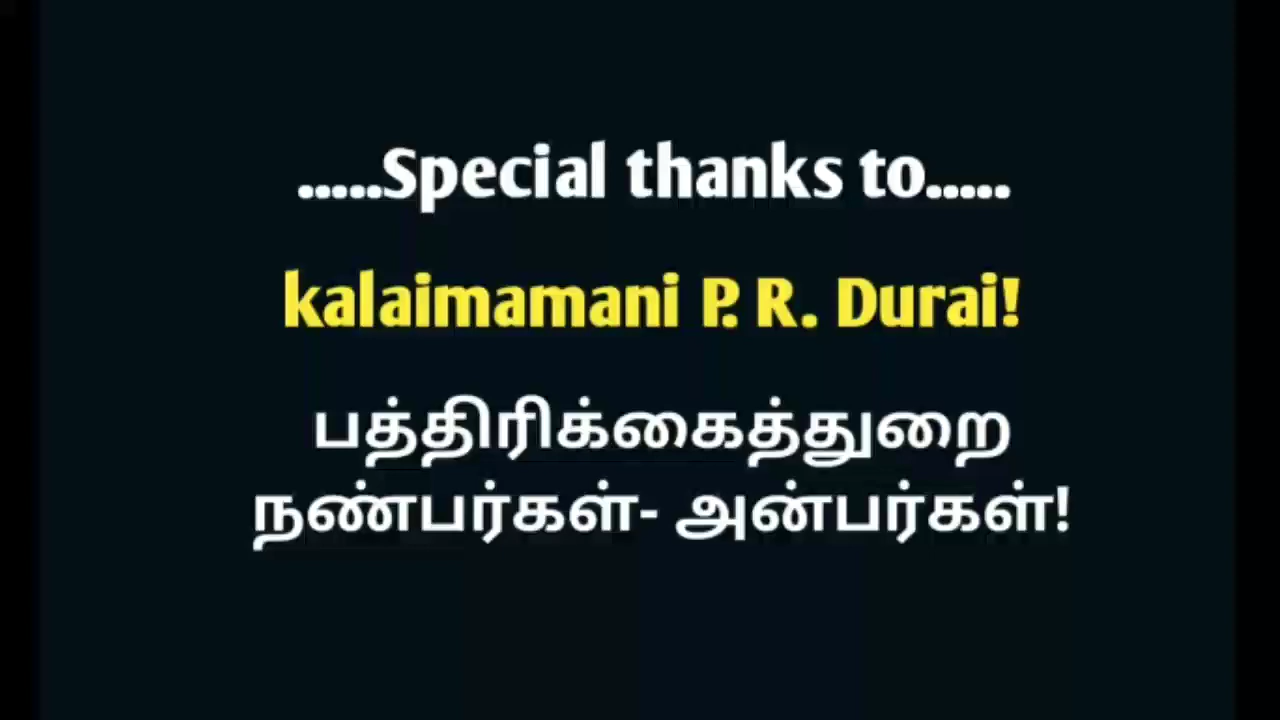 .....Special thanks to.....
kalaimamani P. R. Durai!
பத்திரிக்கைத்துறை
நண்பர்கள்- அன்பர்கள்!